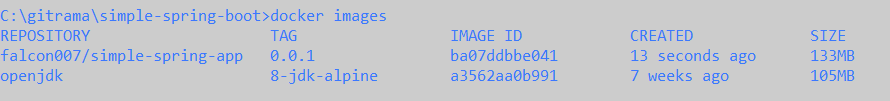 C:\gitrama\simple-spring-boot>docker images
REPOSITORY TAG IMAGE ID CREATED SIZE
falcon007/simple-spring-app 0.0.1 ba07ddbbe041 13 seconds ago 133MB
openjdk 8-jdk-alpine a3562aa0b991 7 weeks ago 105MB